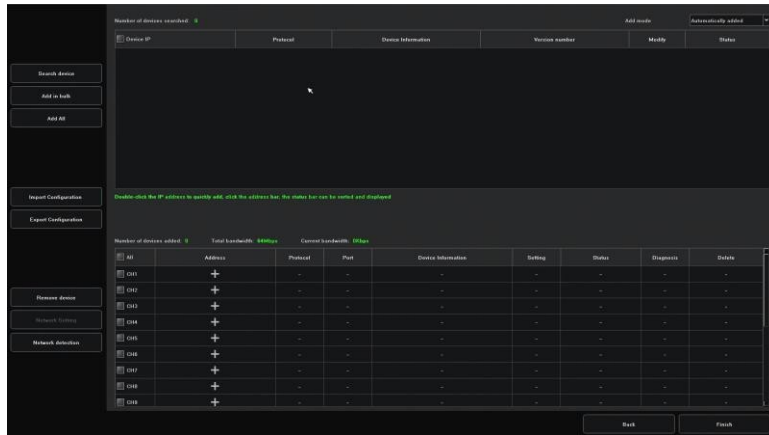 Number of devices searched: 0 Add mode Automatically added
Device IP Protocol Device Information Version number Modify Status
Search device
Add in bulk
Add All
Import Configuration
Double-click the IP address to quickly add, click the address bar, the status bar can be sorted and displayed
Export Configuration
Number of devices added: 0 Total bandwidth: 64Mbps Current bandwidth: 0Kbps
All Address Protocol Port Device Information Setting Status Diagnosis Delete
CH1 + - - - - - - -
CH2 + - - - - - - -
Remove device
CH3 + - - - - - - -
CH4 + - - - - - - -
CH5 + - - - - - - -
Network detection
CH6 + - - - - - - -
CH7 + - - - - - - -
CH8 + - - - - - - -
CH9 + - - - - - - -
Back Finish